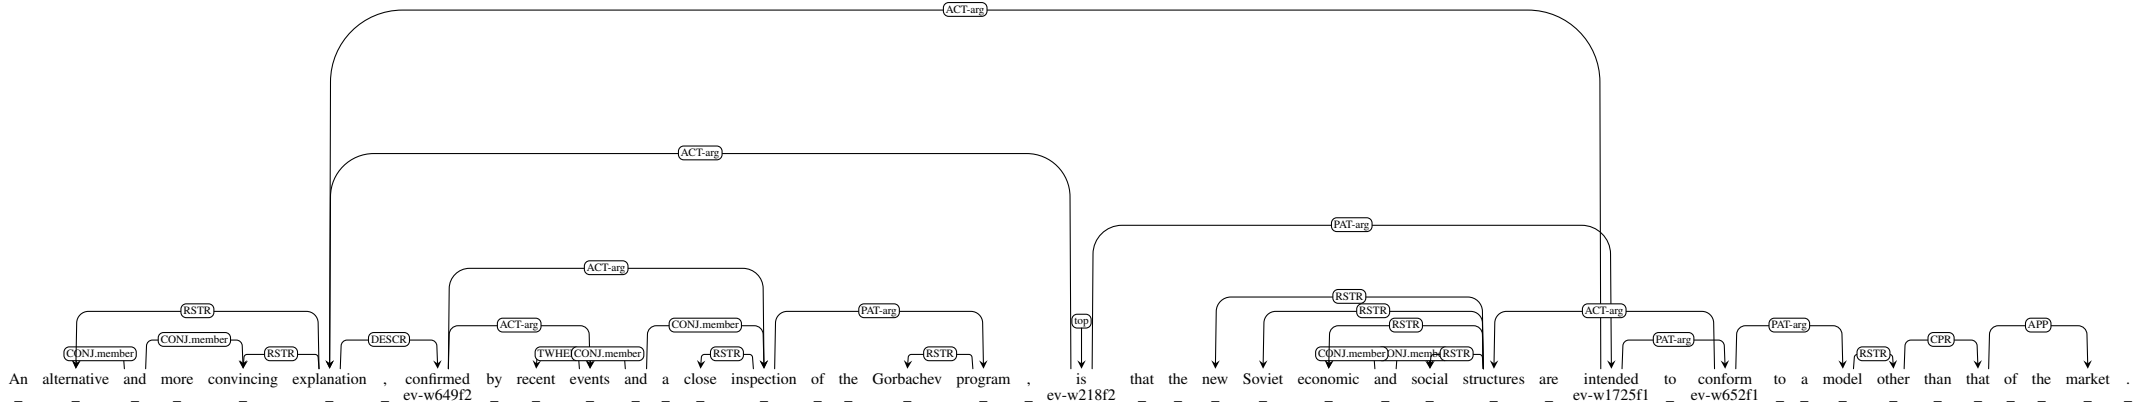 ACT-arg
ACT-arg
PAT-arg
ACT-arg
RSTR
RSTR PAT-arg RSTR ACT-arg
ACT-arg CONJ.member top RSTR PAT-arg APP
CONJ.member DESCR PAT-arg CPR
CONJ.member RSTR CONJ.member RSTR RSTR CONJ.member RSTR RSTR
An alternative and more convincing explanation , confirmed by recent events and a close inspection of the Gorbachev program , is that the new Soviet economic and social structures are intended to conform to a model other than that of the market .
_ _ _ _ _ _ _ ev-w649f2 _ _ _ _ _ _ _ _ _ _ _ _ ev-w218f2 _ _ _ _ _ _ _ _ _ ev-w1725f1 _ ev-w652f1 _ _ _ _ _ _ _ _ _ _